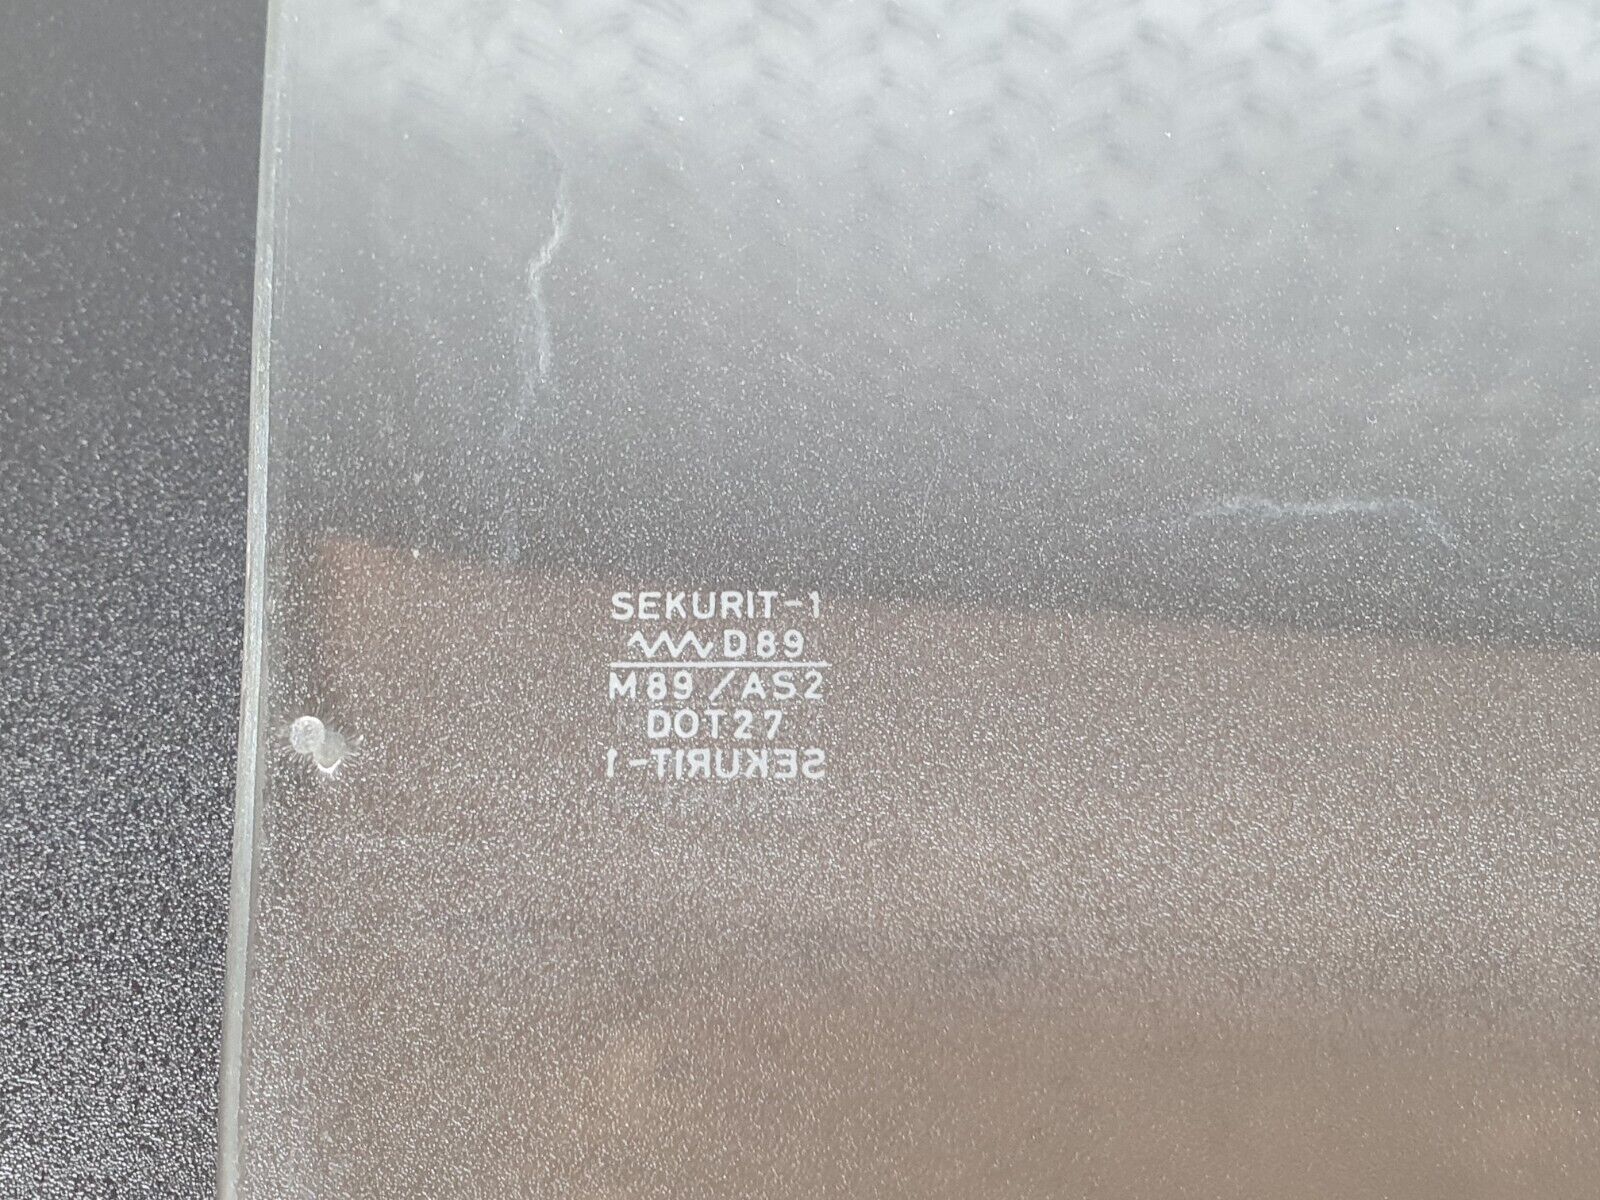 SEKURIT-1
D89
M89/AS2
DOT27
SEKURIT-1